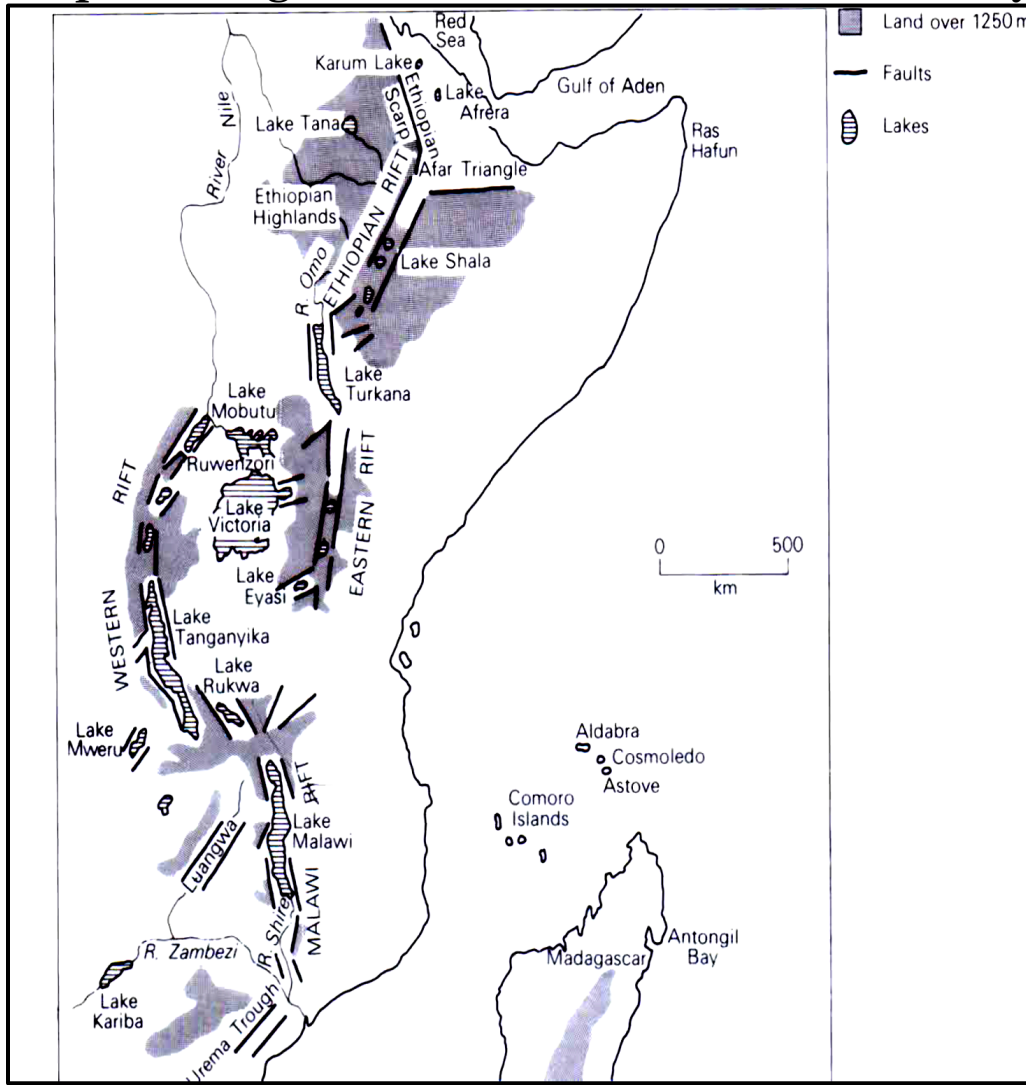 Red
Sea
Land over 1250 m
Karum Lake
Gulf of Aden
Faults
Ethiopian
Scarp
Lake
Afrera
Lakes
River Nile
Lake Tana
Ras
Hafun
Afar Triangle
Ethiopian
Highlands
ETHIOPIAN RIFT
R. Omo
Lake Shala
Lake
Turkana
Lake
Mobutu
Ruwenzori
WESTERN RIFT
EASTERN RIFT
Lake
Victoria
0 500
km
Lake
Eyasi
Lake
Tanganyika
Lake
Rukwa
Lake
Mweru
Aldabra
Cosmoledo
Astove
MALAWI RIFT
Comoro
Islands
Lake
Malawi
Luangwa
R. Shire
R. Zambezi
Madagascar
Antongil
Bay
Lake
Kariba
Urema Trough